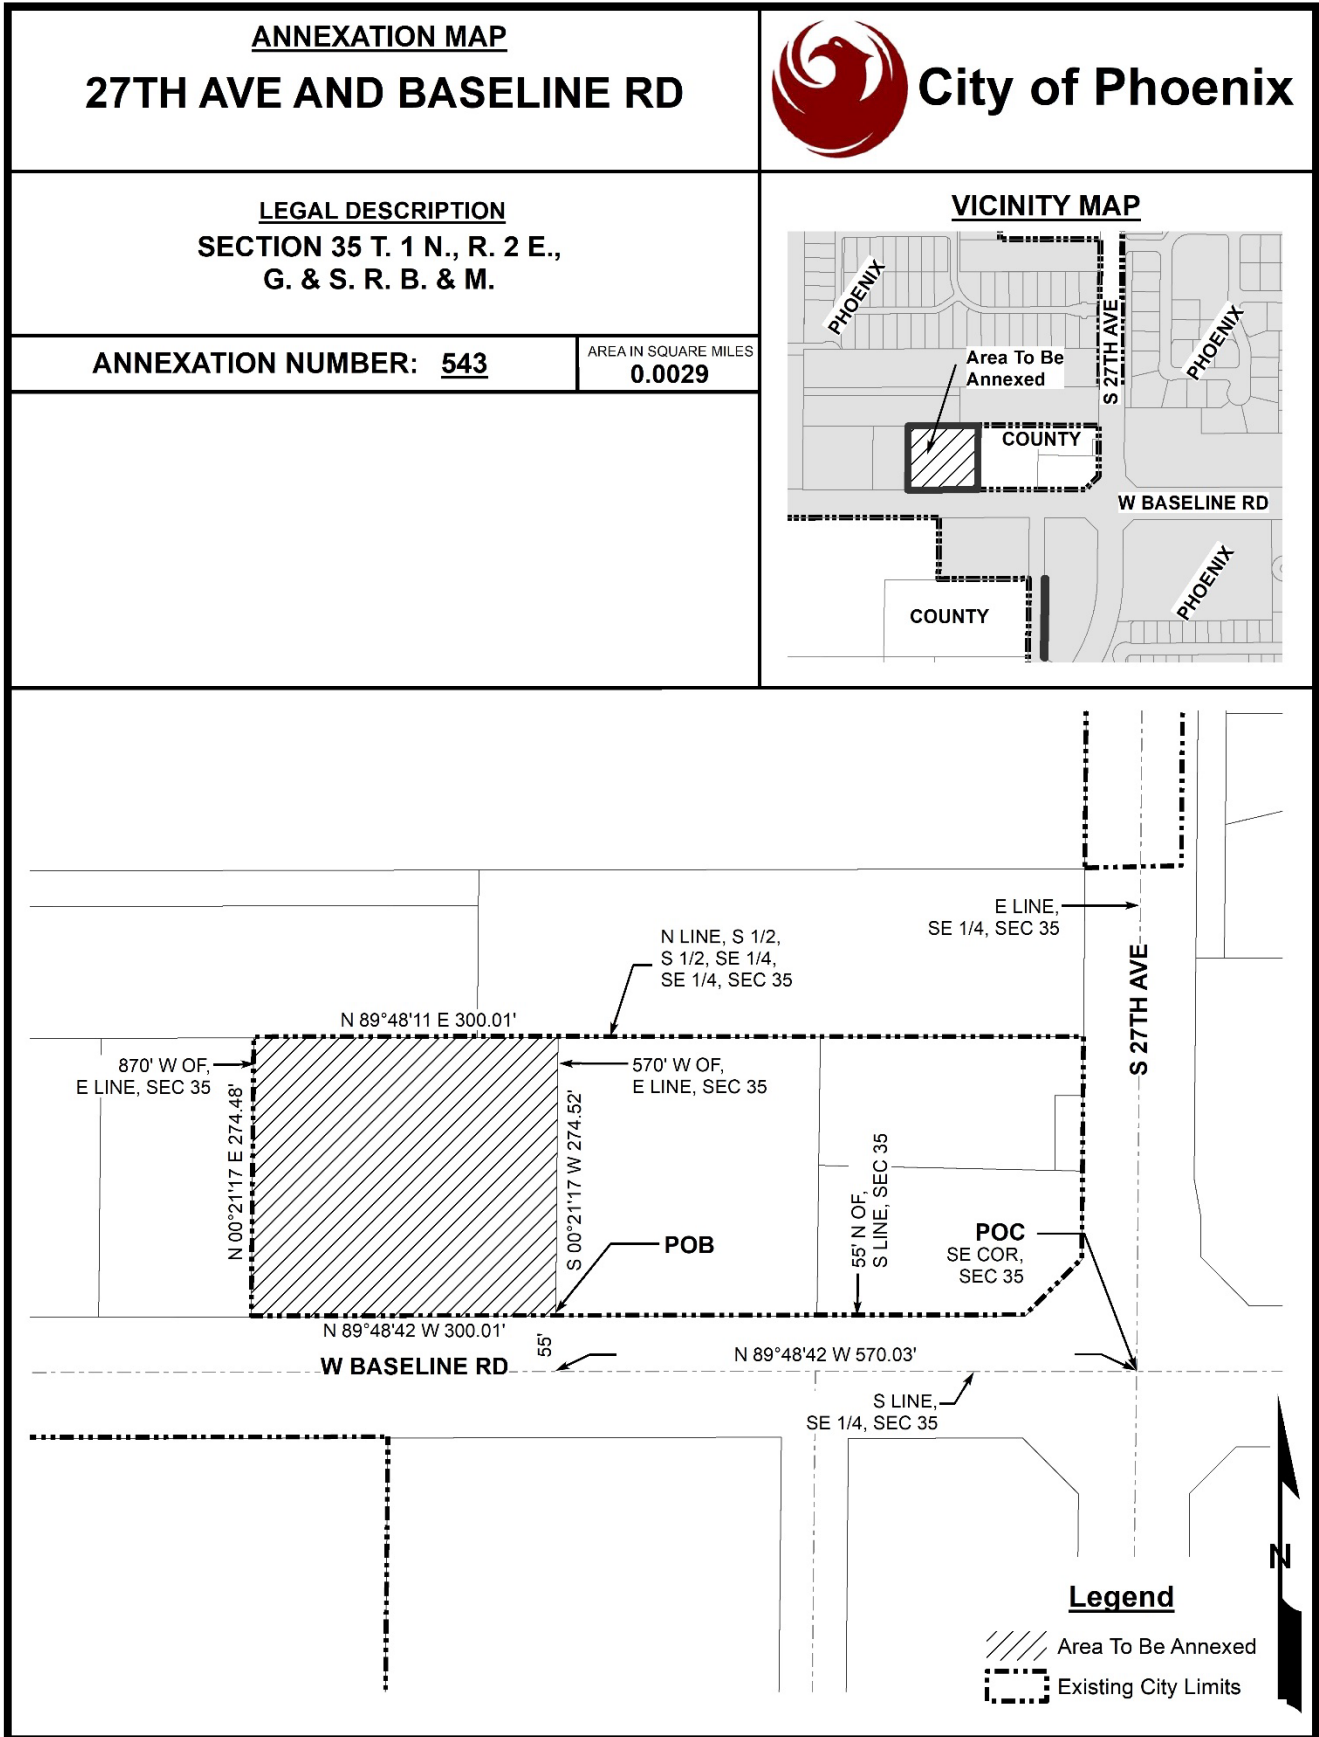 ANNEXATION MAP
27TH AVE AND BASELINE RD
City of Phoenix
LEGAL DESCRIPTION
SECTION 35 T. 1 N., R. 2 E.,
G. & S. R. B. & M.
ANNEXATION NUMBER: 543
AREA IN SQUARE MILES
0.0029
VICINITY MAP
PHOENIX
S 27TH AVE
PHOENIX
Area To Be
Annexed
COUNTY
W BASELINE RD
PHOENIX
COUNTY
E LINE,
SE 1/4, SEC 35
N LINE, S 1/2,
S 1/2, SE 1/4,
SE 1/4, SEC 35
S 27TH AVE
N 89°48'11 E 300.01'
870' W OF,
E LINE, SEC 35
570' W OF,
E LINE, SEC 35
N 00°21'17 E 274.48'
S 00°21'17 W 274.52'
55' N OF,
S LINE, SEC 35
POB
POC
SE COR,
SEC 35
N 89°48'42 W 300.01'
55'
N 89°48'42 W 570.03'
W BASELINE RD
S LINE,
SE 1/4, SEC 35
N
Legend
Area To Be Annexed
Existing City Limits